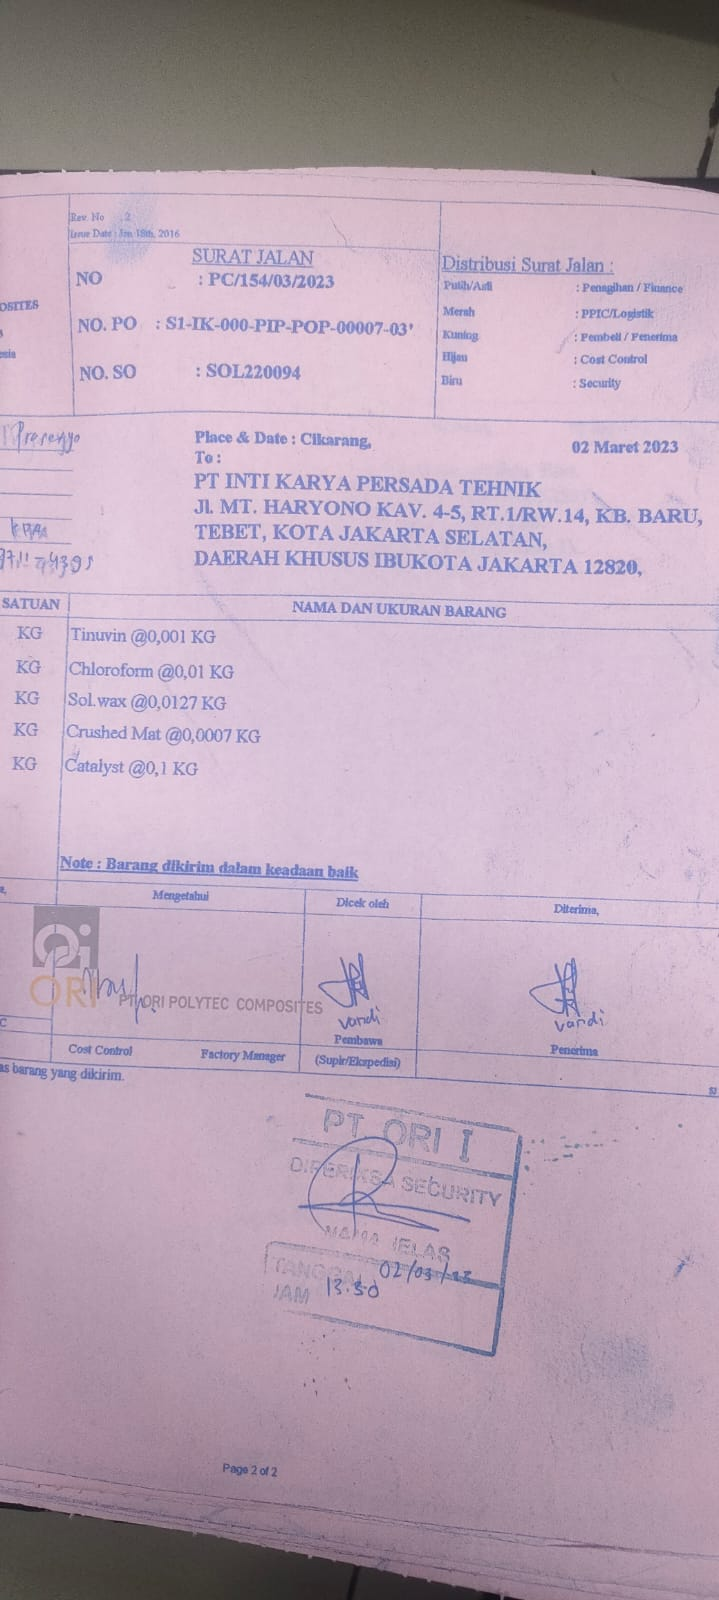 Rev. No : 2
Issue Date : Jan 18th, 2016
SURAT JALAN
NO : PC/154/03/2023
NO. PO : S1-IK-000-PIP-POP-00007-03'
NO. SO : SOL220094
Distribusi Surat Jalan :
Putih/Asli : Penagihan / Finance
Merah : PPIC/Logistik
Kuning : Pembeli / Penerima
Hijau : Cost Control
Biru : Security
OSITES
esia
Place & Date : Cikarang, 02 Maret 2023
To :
PT INTI KARYA PERSADA TEHNIK
Jl. MT. HARYONO KAV. 4-5, RT.1/RW.14, KB. BARU,
TEBET, KOTA JAKARTA SELATAN,
DAERAH KHUSUS IBUKOTA JAKARTA 12820,
SATUAN NAMA DAN UKURAN BARANG
KG Tinuvin @0,001 KG
KG Chloroform @0,01 KG
KG Sol.wax @0,0127 KG
KG Crushed Mat @0,0007 KG
KG Catalyst @0,1 KG
Note : Barang dikirim dalam keadaan baik
Mengetahui Dicek oleh Diterima,
ORI PT. ORI POLYTEC COMPOSITES
vandi vandi
Cost Control Factory Manager Pembawa (Supir/Ekspedisi) Penerima
as barang yang dikirim.
PT ORI I
DIPERIKSA SECURITY
NAMA JELAS
TANGGAL 02/03/23
JAM 13.50
Page 2 of 2